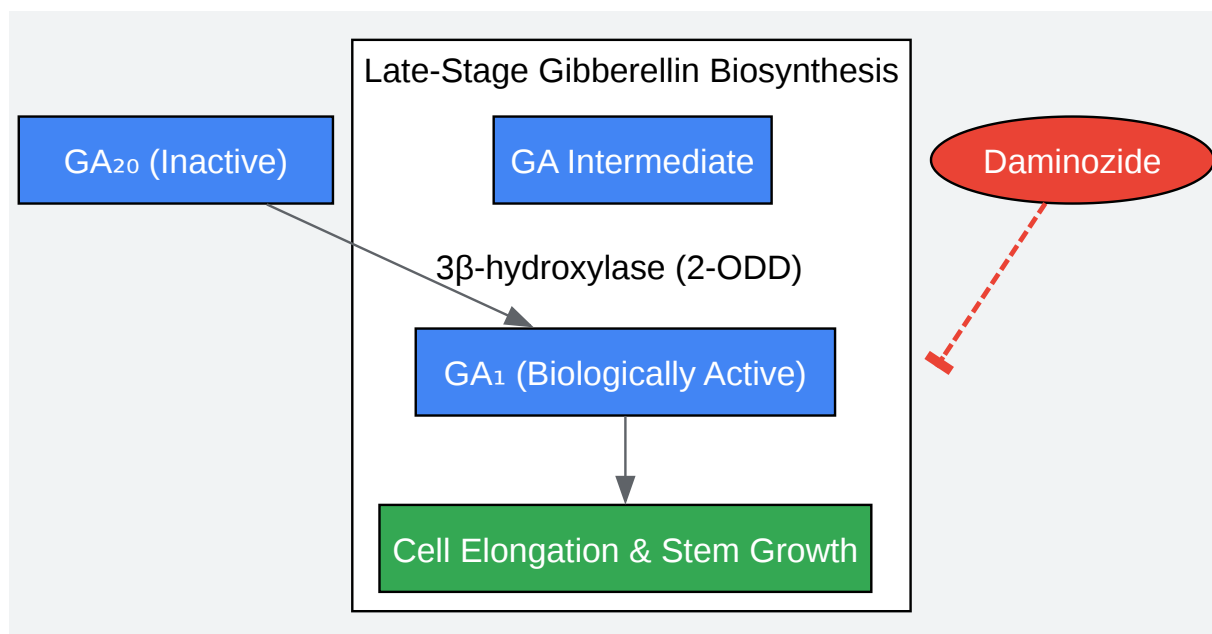 Late-Stage Gibberellin Biosynthesis
GA₂₀ (Inactive)
GA Intermediate
Daminozide
3β-hydroxylase (2-ODD)
GA₁ (Biologically Active)
Cell Elongation & Stem Growth